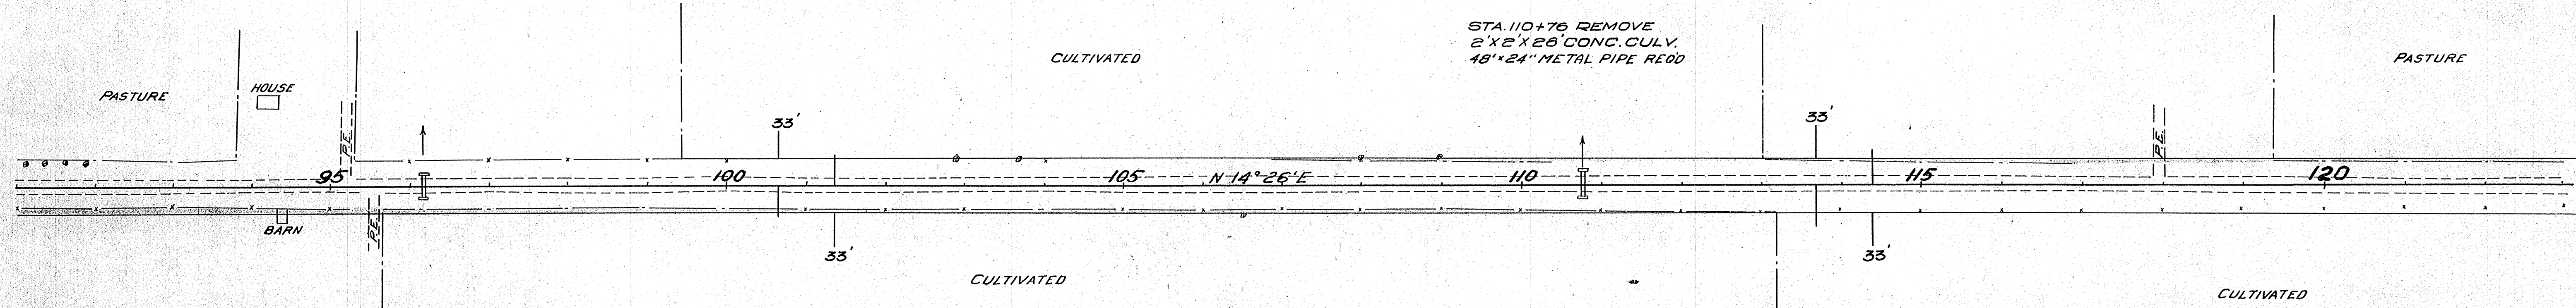 STA. 110+76 REMOVE
2'X2'X28' CONC. CULV.
48'x24" METAL PIPE REQ'D
CULTIVATED
PASTURE
PASTURE
HOUSE
P.E.
33'
33'
P.E.
95
100
105
N 14° 26' E
110
115
120
P.E.
BARN
33'
33'
CULTIVATED
CULTIVATED